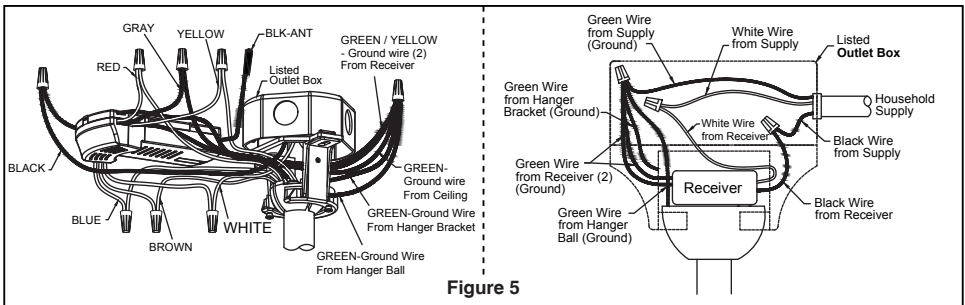 GRAY
YELLOW
BLK-ANT
RED
GREEN / YELLOW
- Ground wire (2)
From Receiver
Listed
Outlet Box
BLACK
GREEN-
Ground wire
From Ceiling
GREEN-Ground Wire
From Hanger Bracket
BLUE
WHITE
BROWN
GREEN-Ground Wire
From Hanger Ball
Green Wire
from Supply
(Ground)
White Wire
from Supply
Listed
Outlet Box
Green Wire
from Hanger
Bracket (Ground)
Household
Supply
White Wire
from Receiver
Black Wire
from Supply
Green Wire
from Receiver (2)
(Ground)
Receiver
Black Wire
from Receiver
Green Wire
from Hanger
Ball (Ground)
Figure 5